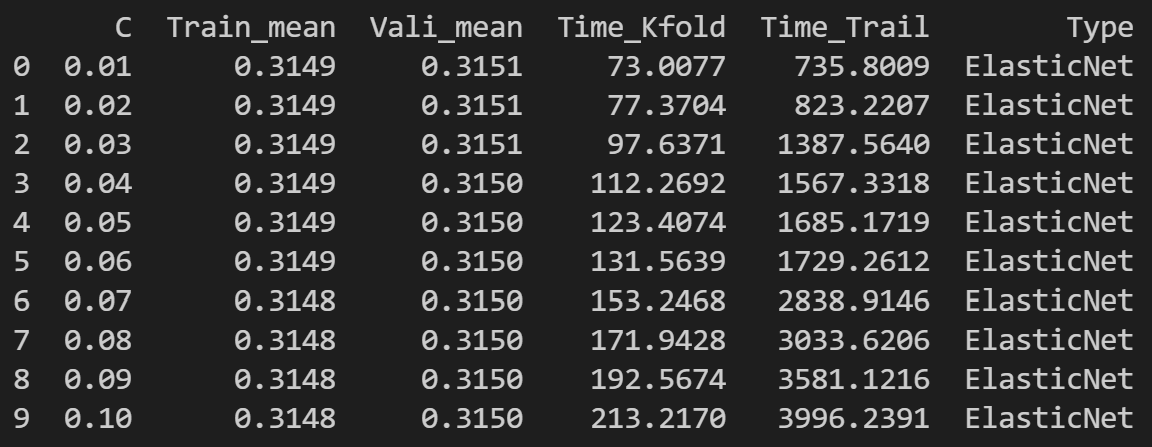 C Train_mean Vali_mean Time_Kfold Time_Trail Type
0 0.01 0.3149 0.3151 73.0077 735.8009 ElasticNet
1 0.02 0.3149 0.3151 77.3704 823.2207 ElasticNet
2 0.03 0.3149 0.3151 97.6371 1387.5640 ElasticNet
3 0.04 0.3149 0.3150 112.2692 1567.3318 ElasticNet
4 0.05 0.3149 0.3150 123.4074 1685.1719 ElasticNet
5 0.06 0.3149 0.3150 131.5639 1729.2612 ElasticNet
6 0.07 0.3148 0.3150 153.2468 2838.9146 ElasticNet
7 0.08 0.3148 0.3150 171.9428 3033.6206 ElasticNet
8 0.09 0.3148 0.3150 192.5674 3581.1216 ElasticNet
9 0.10 0.3148 0.3150 213.2170 3996.2391 ElasticNet